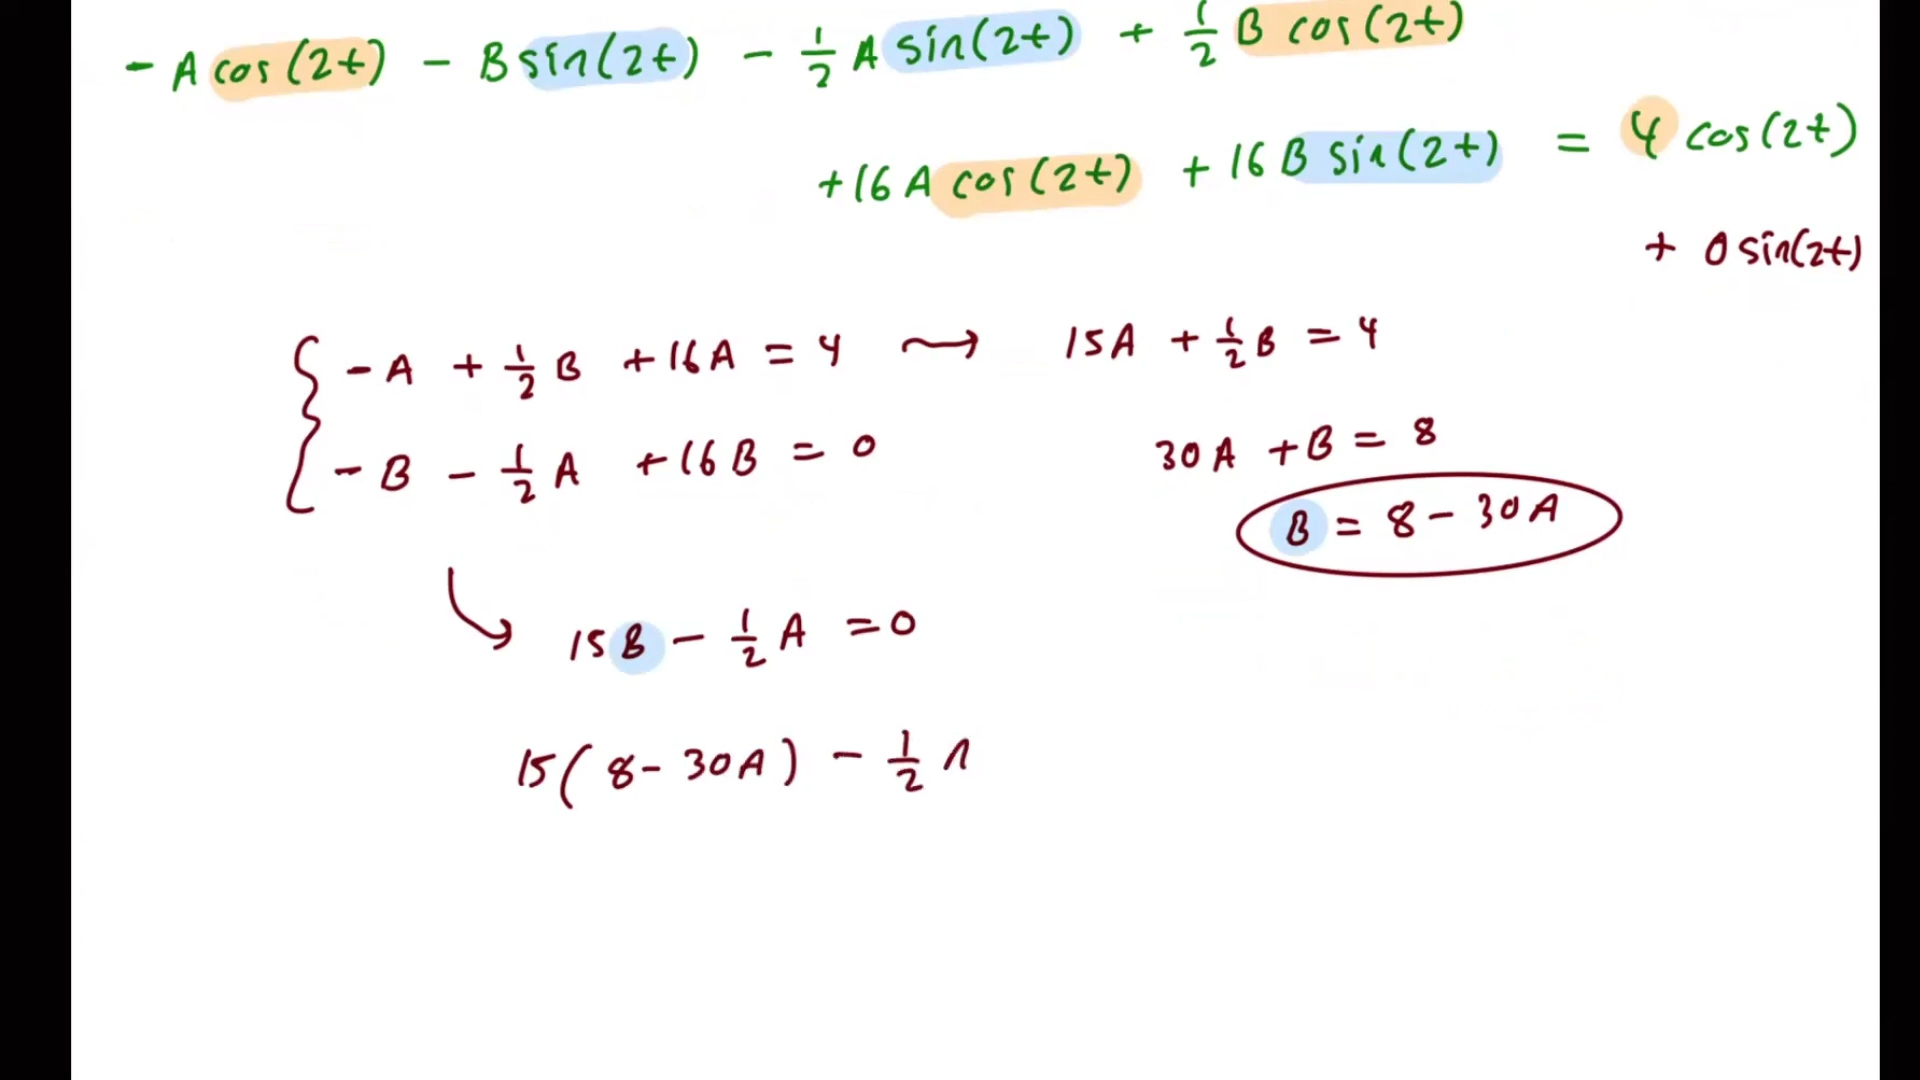 - A cos(2t) - B sin(2t) - 1/2 A sin(2t) + 1/2 B cos(2t)
+16 A cos(2t) + 16 B sin(2t) = 4 cos(2t)
+ 0 sin(2t)
{ - A + 1/2 B + 16A = 4 ⇝ 15A + 1/2 B = 4
- B - 1/2 A + 16 B = 0
30A + B = 8
B = 8 - 30A
↘ 15B - 1/2 A = 0
15( 8 - 30A) - 1/2